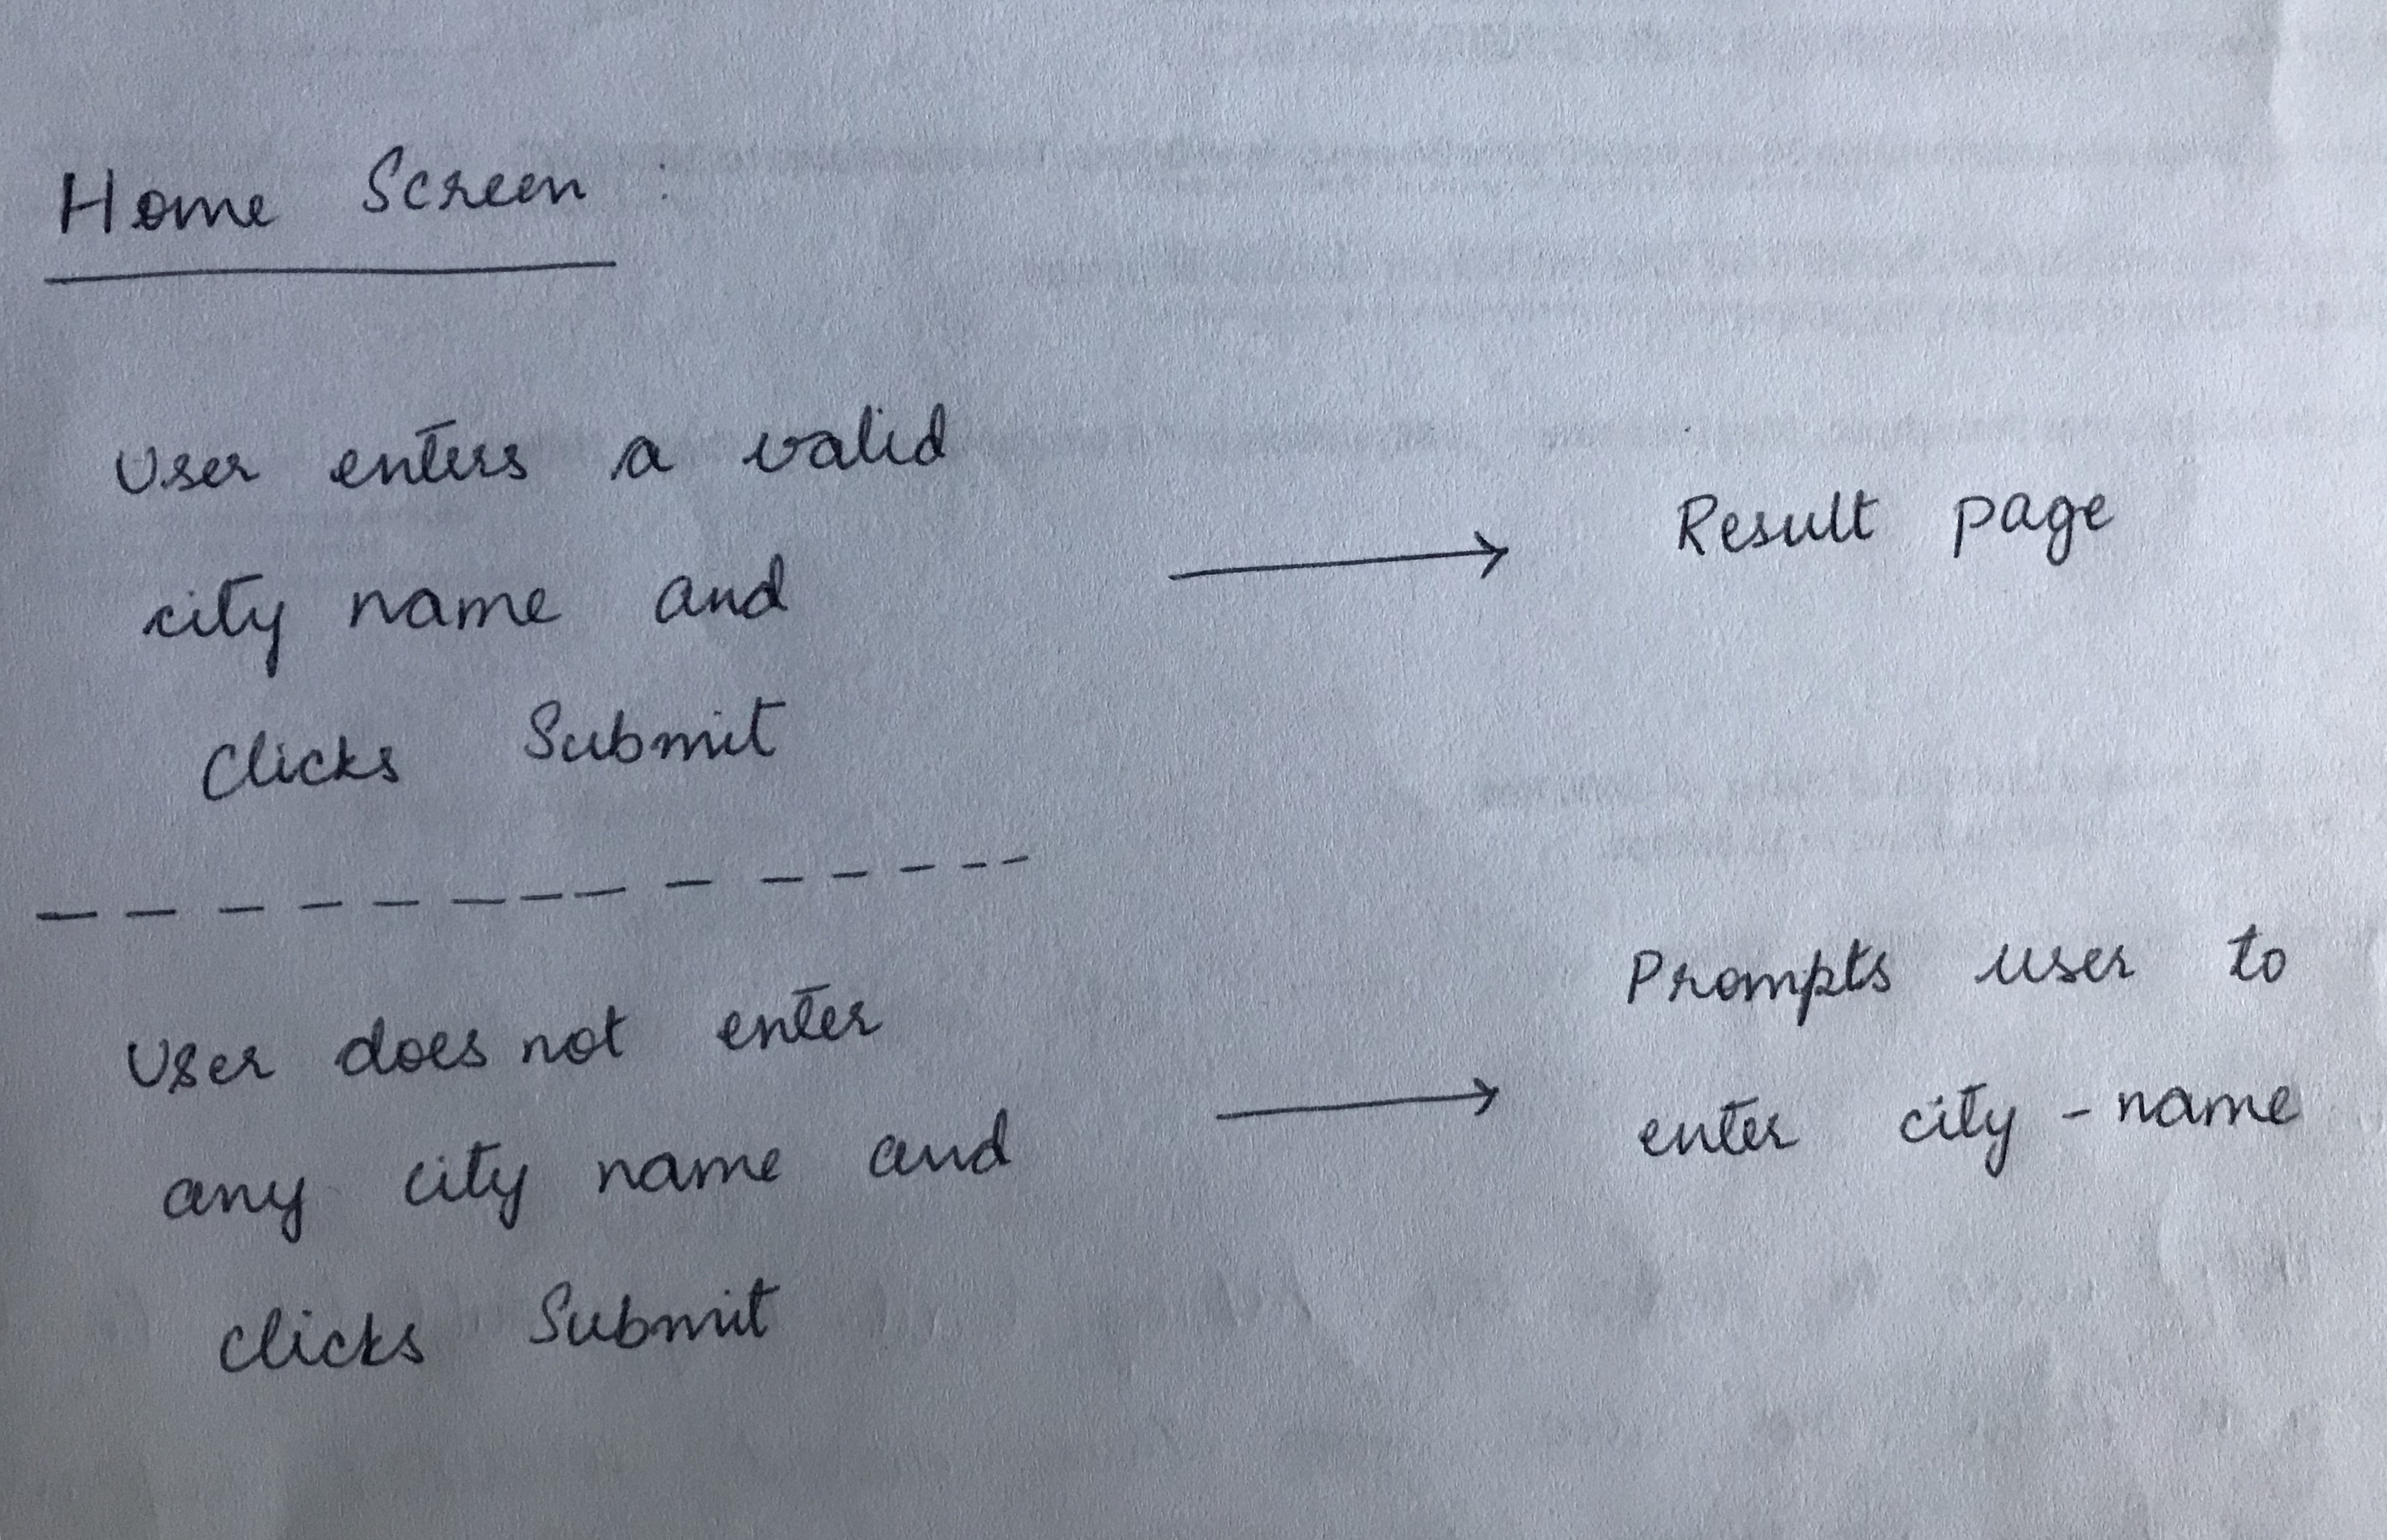 Home Screen :
User enters a valid
city name and
Clicks Submit
→
Result page
User does not enter
any city name and
clicks Submit
→
Prompts user to
enter city - name